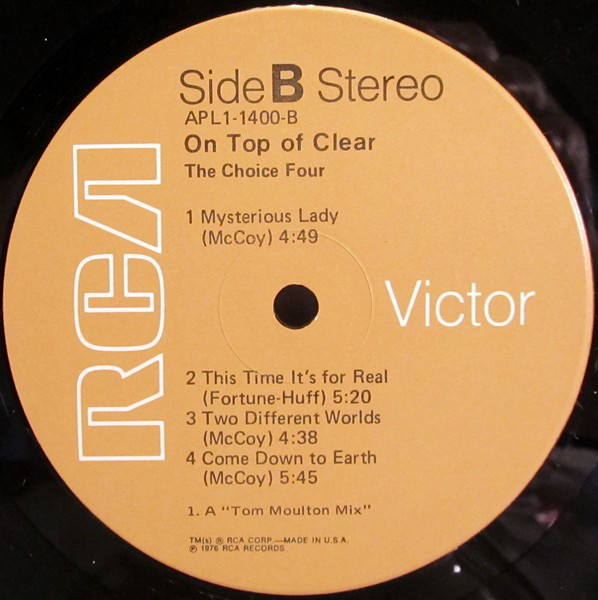 Side B Stereo
APL1-1400-B
On Top of Clear
The Choice Four
1 Mysterious Lady
(McCoy) 4:49
RCA
Victor
2 This Time It's for Real
(Fortune-Huff) 5:20
3 Two Different Worlds
(McCoy) 4:38
4 Come Down to Earth
(McCoy) 5:45
1. A "Tom Moulton Mix"
TM(s) ® RCA CORP.—MADE IN U.S.A.
℗ 1976 RCA RECORDS